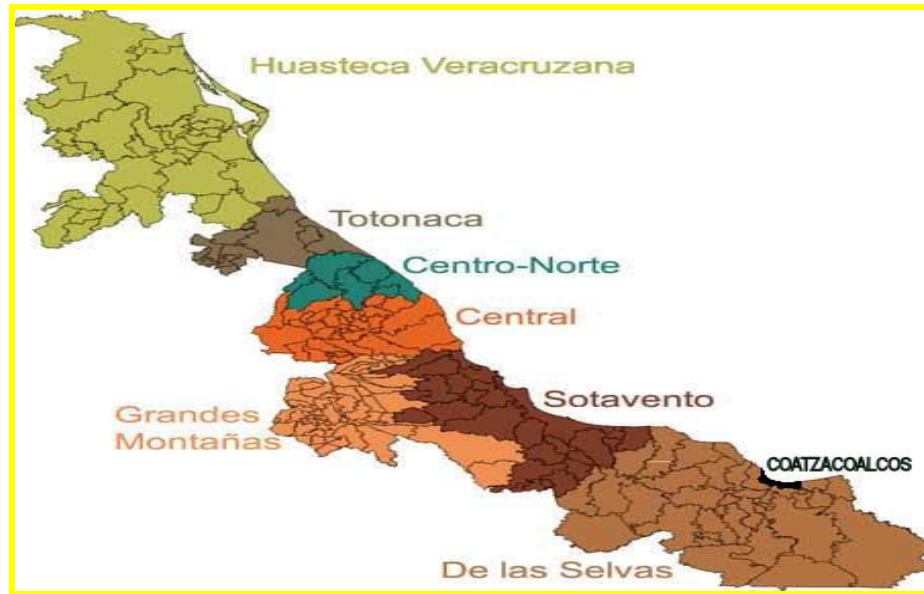 Huasteca Veracruzana
Totonaca
Centro-Norte
Central
Sotavento
Grandes
Montañas
COATZACOALCOS
De las Selvas